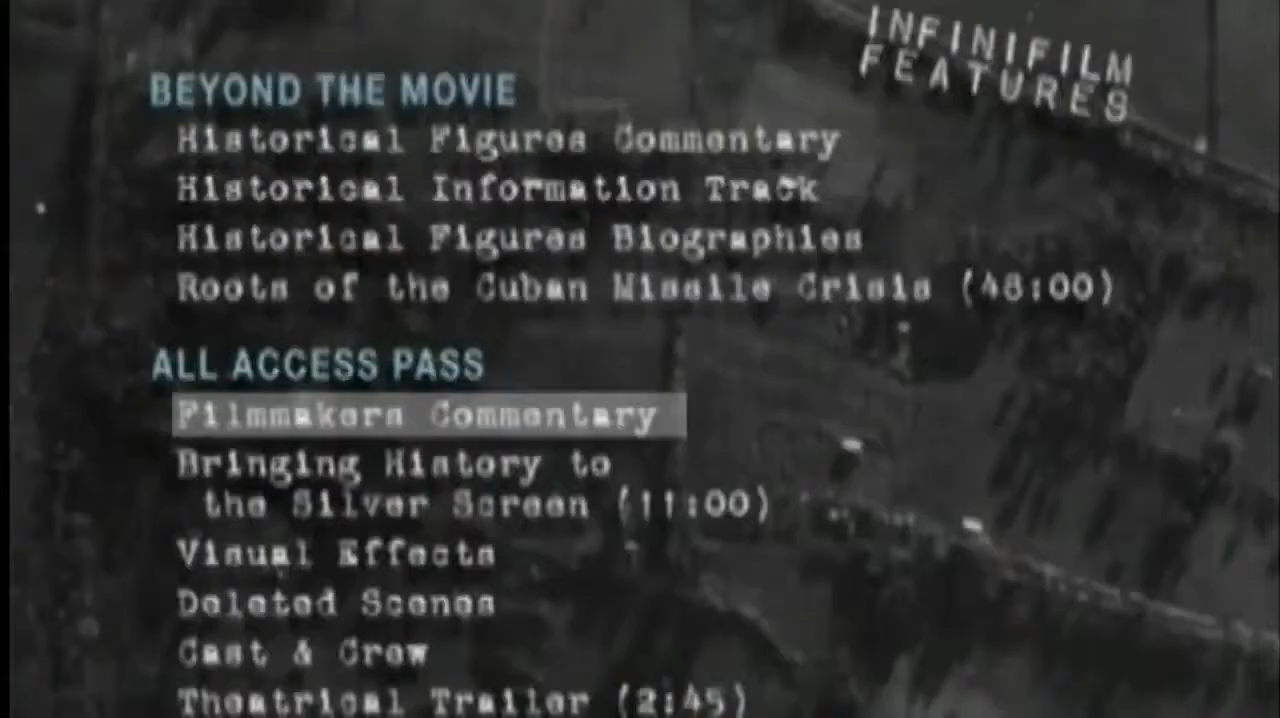 INFINIFILM
FEATURES
BEYOND THE MOVIE
Historical Figures Commentary
Historical Information Track
Historical Figures Biographies
Roots of the Cuban Missile Crisis (48:00)
ALL ACCESS PASS
Filmmakers Commentary
Bringing History to
the Silver Screen (11:00)
Visual Effects
Deleted Scenes
Cast & Crew
Theatrical Trailer (2:45)